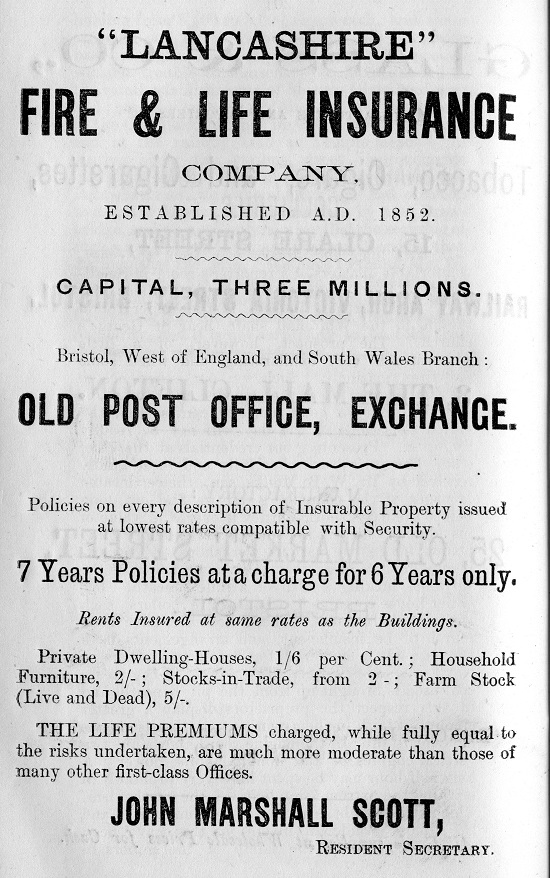 “LANCASHIRE”
FIRE & LIFE INSURANCE
COMPANY.
ESTABLISHED A.D. 1852.
CAPITAL, THREE MILLIONS.
Bristol, West of England, and South Wales Branch :
OLD POST OFFICE, EXCHANGE.
Policies on every description of Insurable Property issued
at lowest rates compatible with Security.
7 Years Policies at a charge for 6 Years only.
Rents Insured at same rates as the Buildings.
Private Dwelling-Houses, 1/6 per Cent. ; Household
Furniture, 2/- ; Stocks-in-Trade, from 2 - ; Farm Stock
(Live and Dead), 5/-.
THE LIFE PREMIUMS charged, while fully equal to
the risks undertaken, are much more moderate than those of
many other first-class Offices.
JOHN MARSHALL SCOTT,
RESIDENT SECRETARY.